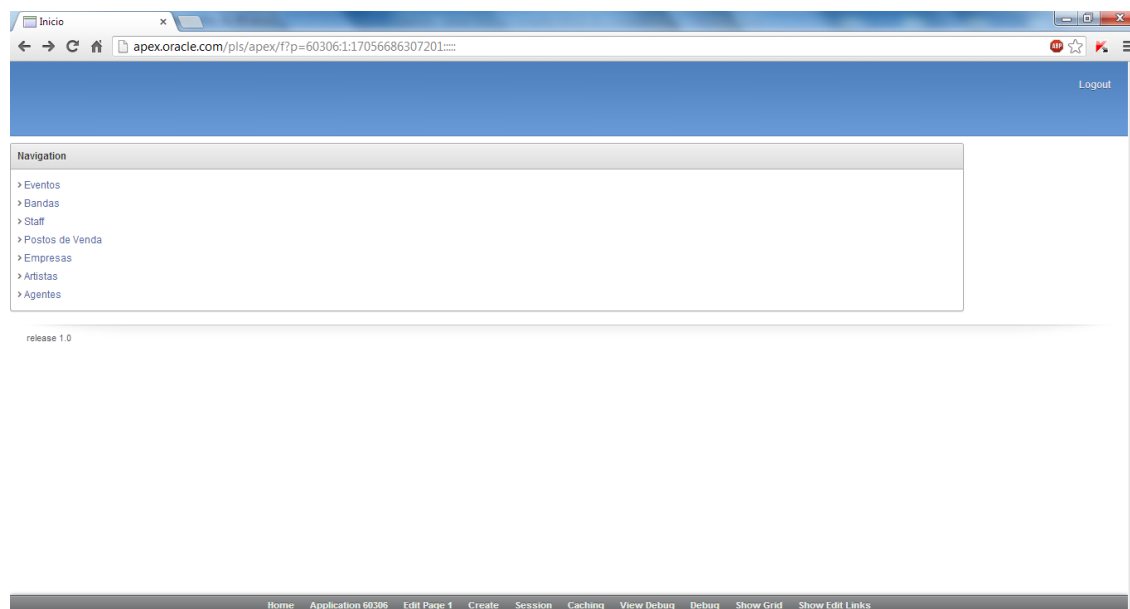 Inicio
apex.oracle.com/pls/apex/f?p=60306:1:17056686307201:::::
ABP
Logout
Navigation
Eventos
Bandas
Staff
Postos de Venda
Empresas
Artistas
Agentes
release 1.0
Home Application 60306 Edit Page 1 Create Session Caching View Debug Debug Show Grid Show Edit Links